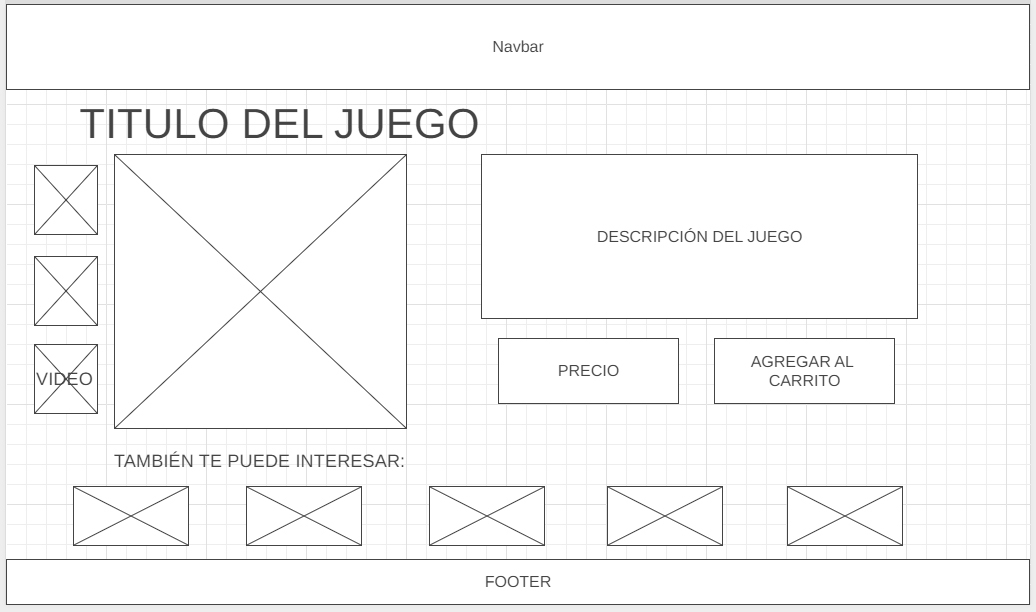 Navbar
TITULO DEL JUEGO
DESCRIPCIÓN DEL JUEGO
VIDEO
PRECIO
AGREGAR AL
CARRITO
TAMBIÉN TE PUEDE INTERESAR:
FOOTER